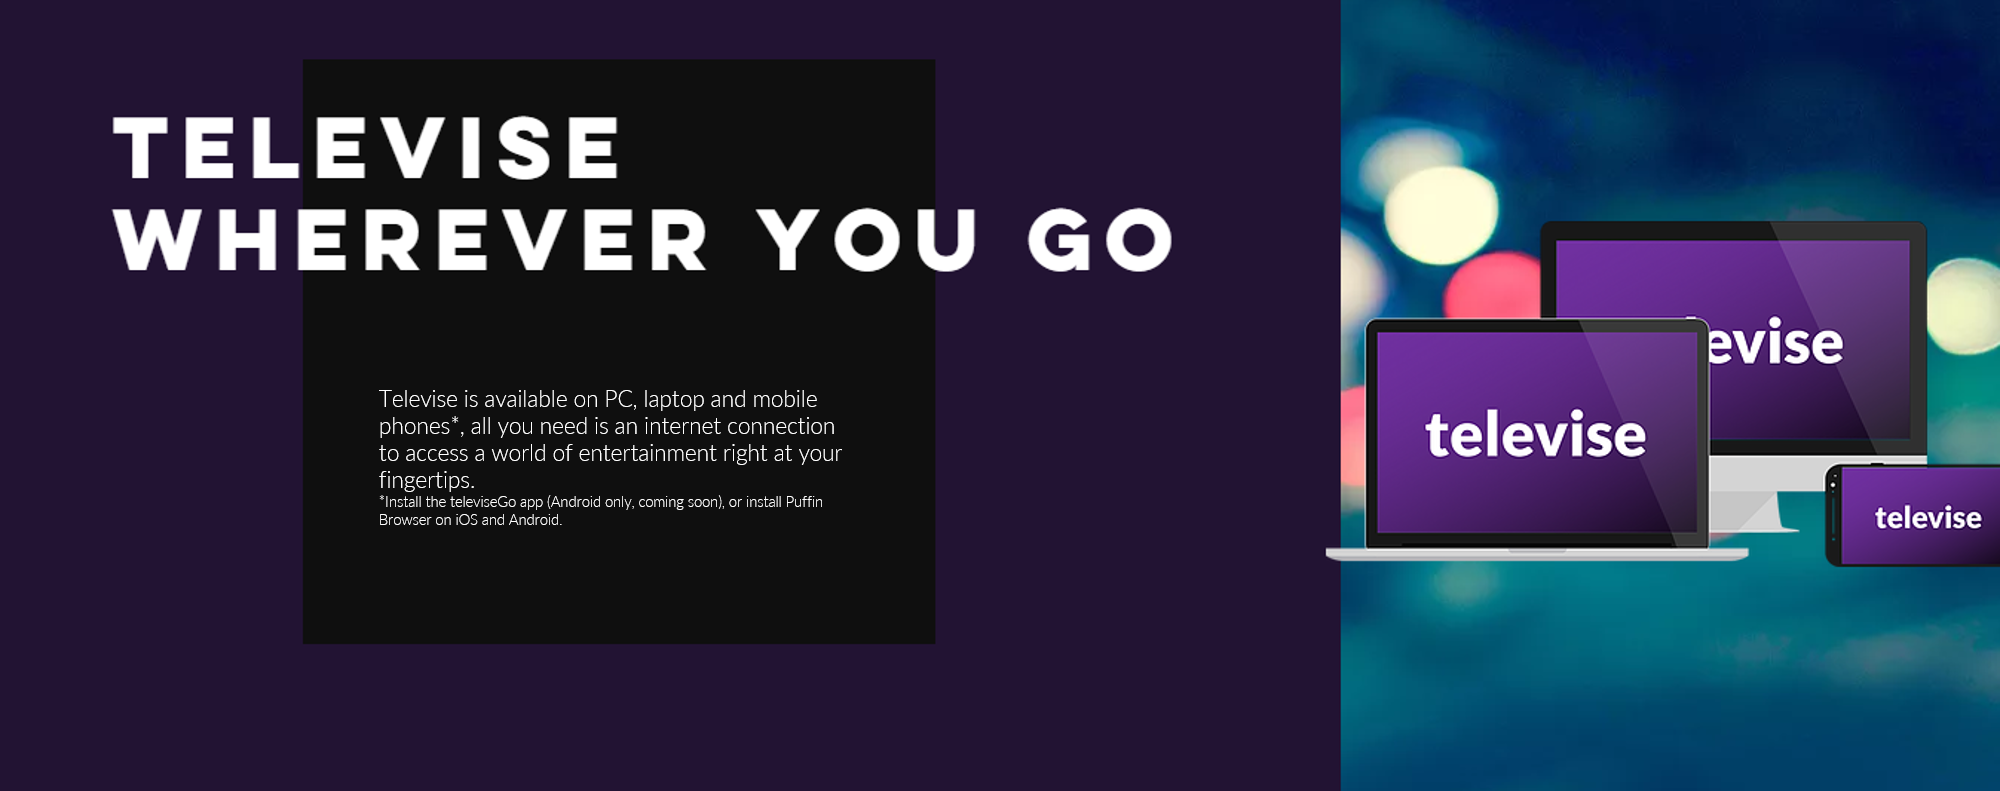 TELEVISE
WHEREVER YOU GO
Televise is available on PC, laptop and mobile
phones*, all you need is an internet connection
to access a world of entertainment right at your
fingertips.
*Install the televiseGo app (Android only, coming soon), or install Puffin
Browser on iOS and Android.
evise
televise
televise